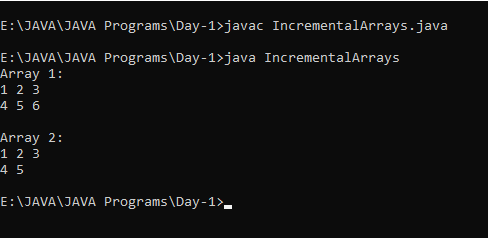 E:\JAVA\JAVA Programs\Day-1>javac IncrementalArrays.java
E:\JAVA\JAVA Programs\Day-1>java IncrementalArrays
Array 1:
1 2 3
4 5 6
Array 2:
1 2 3
4 5
E:\JAVA\JAVA Programs\Day-1>